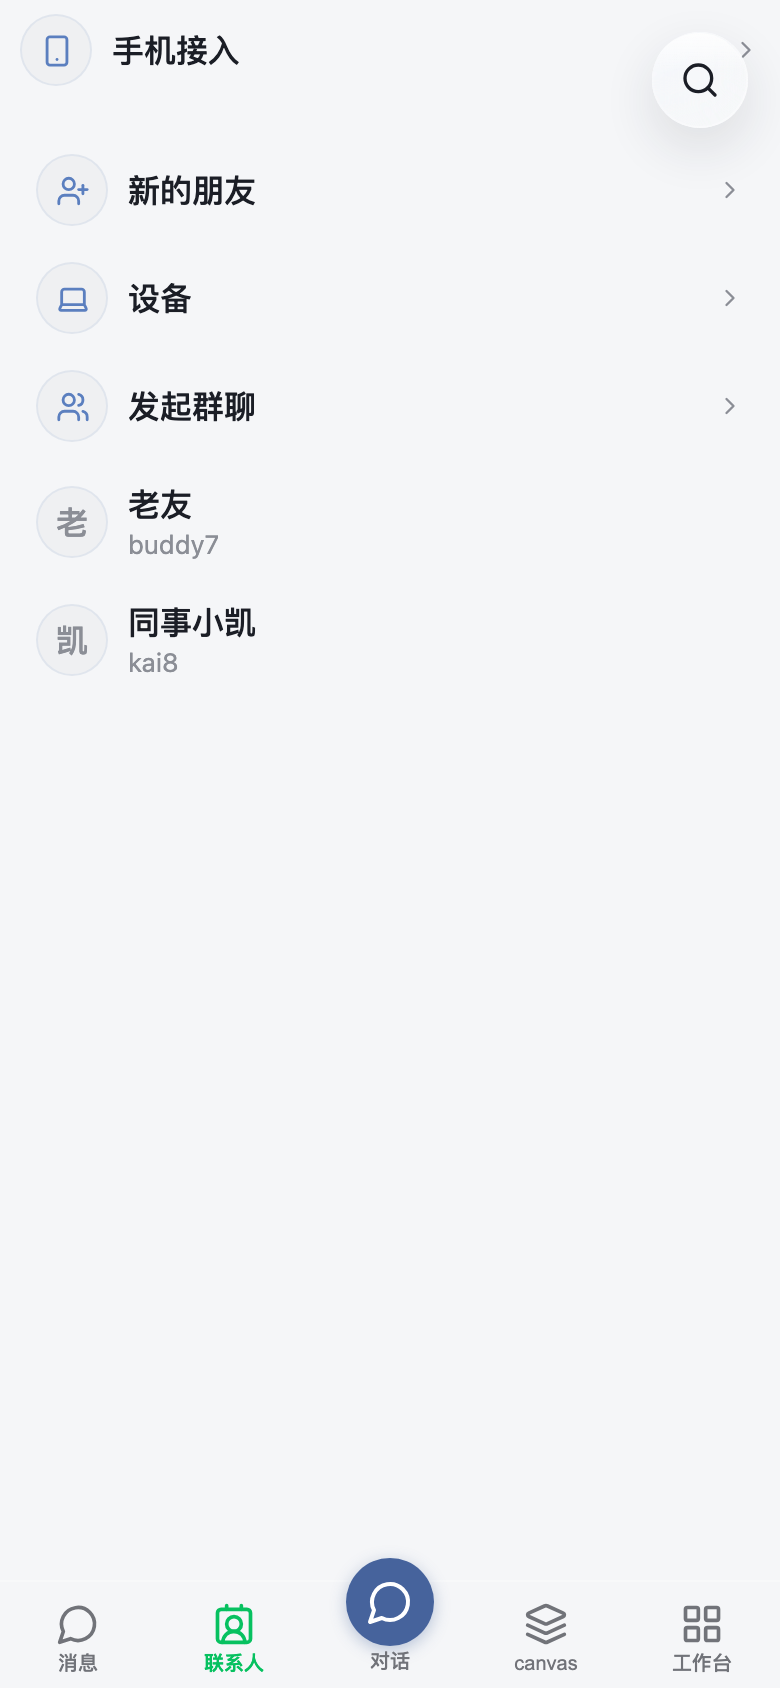 手机接入
新的朋友
设备
发起群聊
老
老友
buddy7
凯
同事小凯
kai8
消息
联系人
对话
canvas
工作台